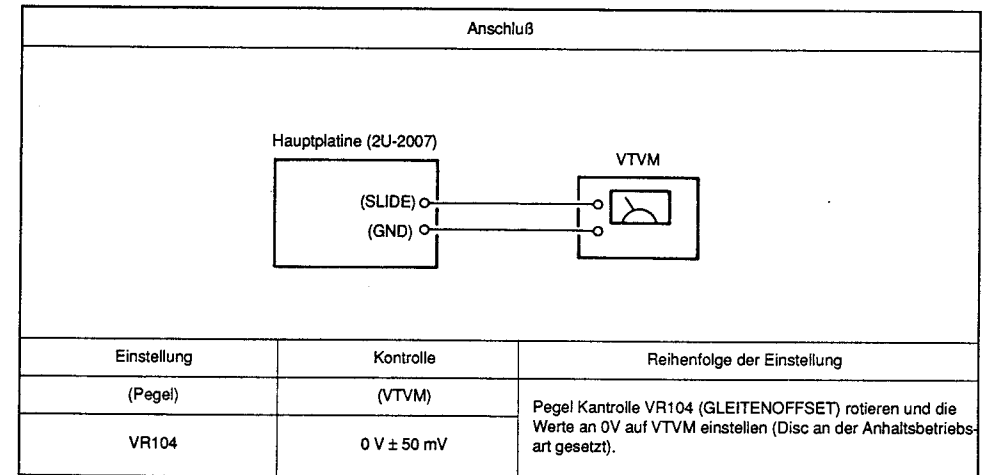 Anschluß
Hauptplatine (2U-2007)
VTVM
(SLIDE)
(GND)
Einstellung
Kontrolle
Reihenfolge der Einstellung
(Pegel)
(VTVM)
VR104
0 V ± 50 mV
Pegel Kantrolle VR104 (GLEITENOFFSET) rotieren und die
Werte an 0V auf VTVM einstellen (Disc an der Anhaltsbetriebs-
art gesetzt).